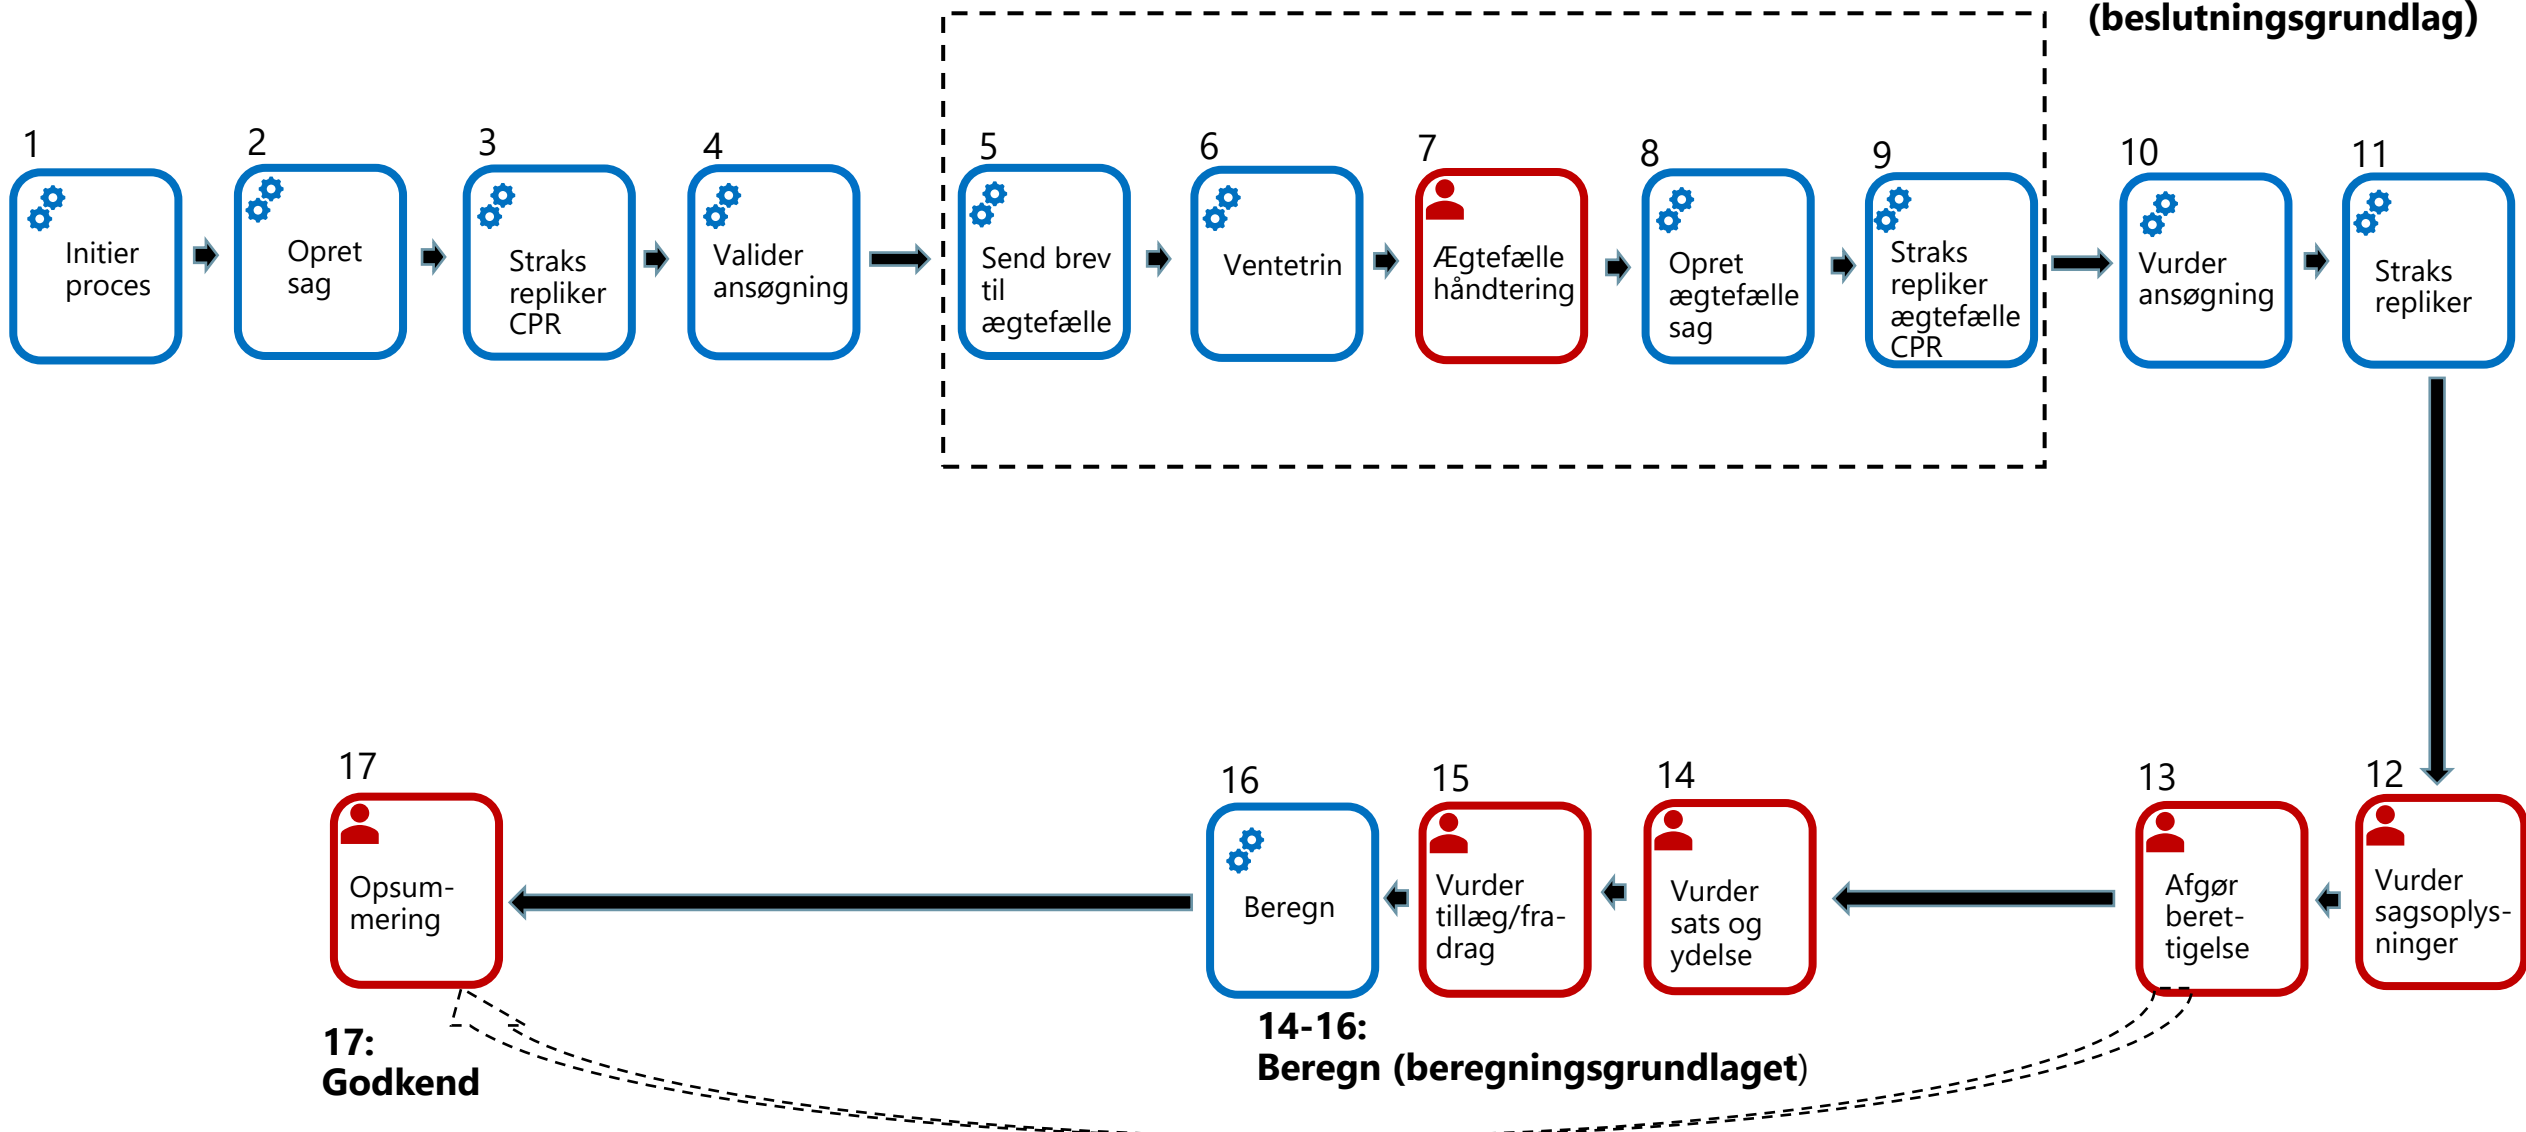 (beslutningsgrundlag)
1
Initier
proces
2
Opret
sag
3
Straks
repliker
CPR
4
Valider
ansøgning
5
Send brev
til
ægtefælle
6
Ventetrin
7
Ægtefælle
håndtering
8
Opret
ægtefælle
sag
9
Straks
repliker
ægtefælle
CPR
10
Vurder
ansøgning
11
Straks
repliker
17
Opsum-
mering
16
Beregn
15
Vurder
tillæg/fra-
drag
14
Vurder
sats og
ydelse
13
Afgør
beret-
tigelse
12
Vurder
sagsoplys-
ninger
17:
Godkend
14-16:
Beregn (beregningsgrundlaget)